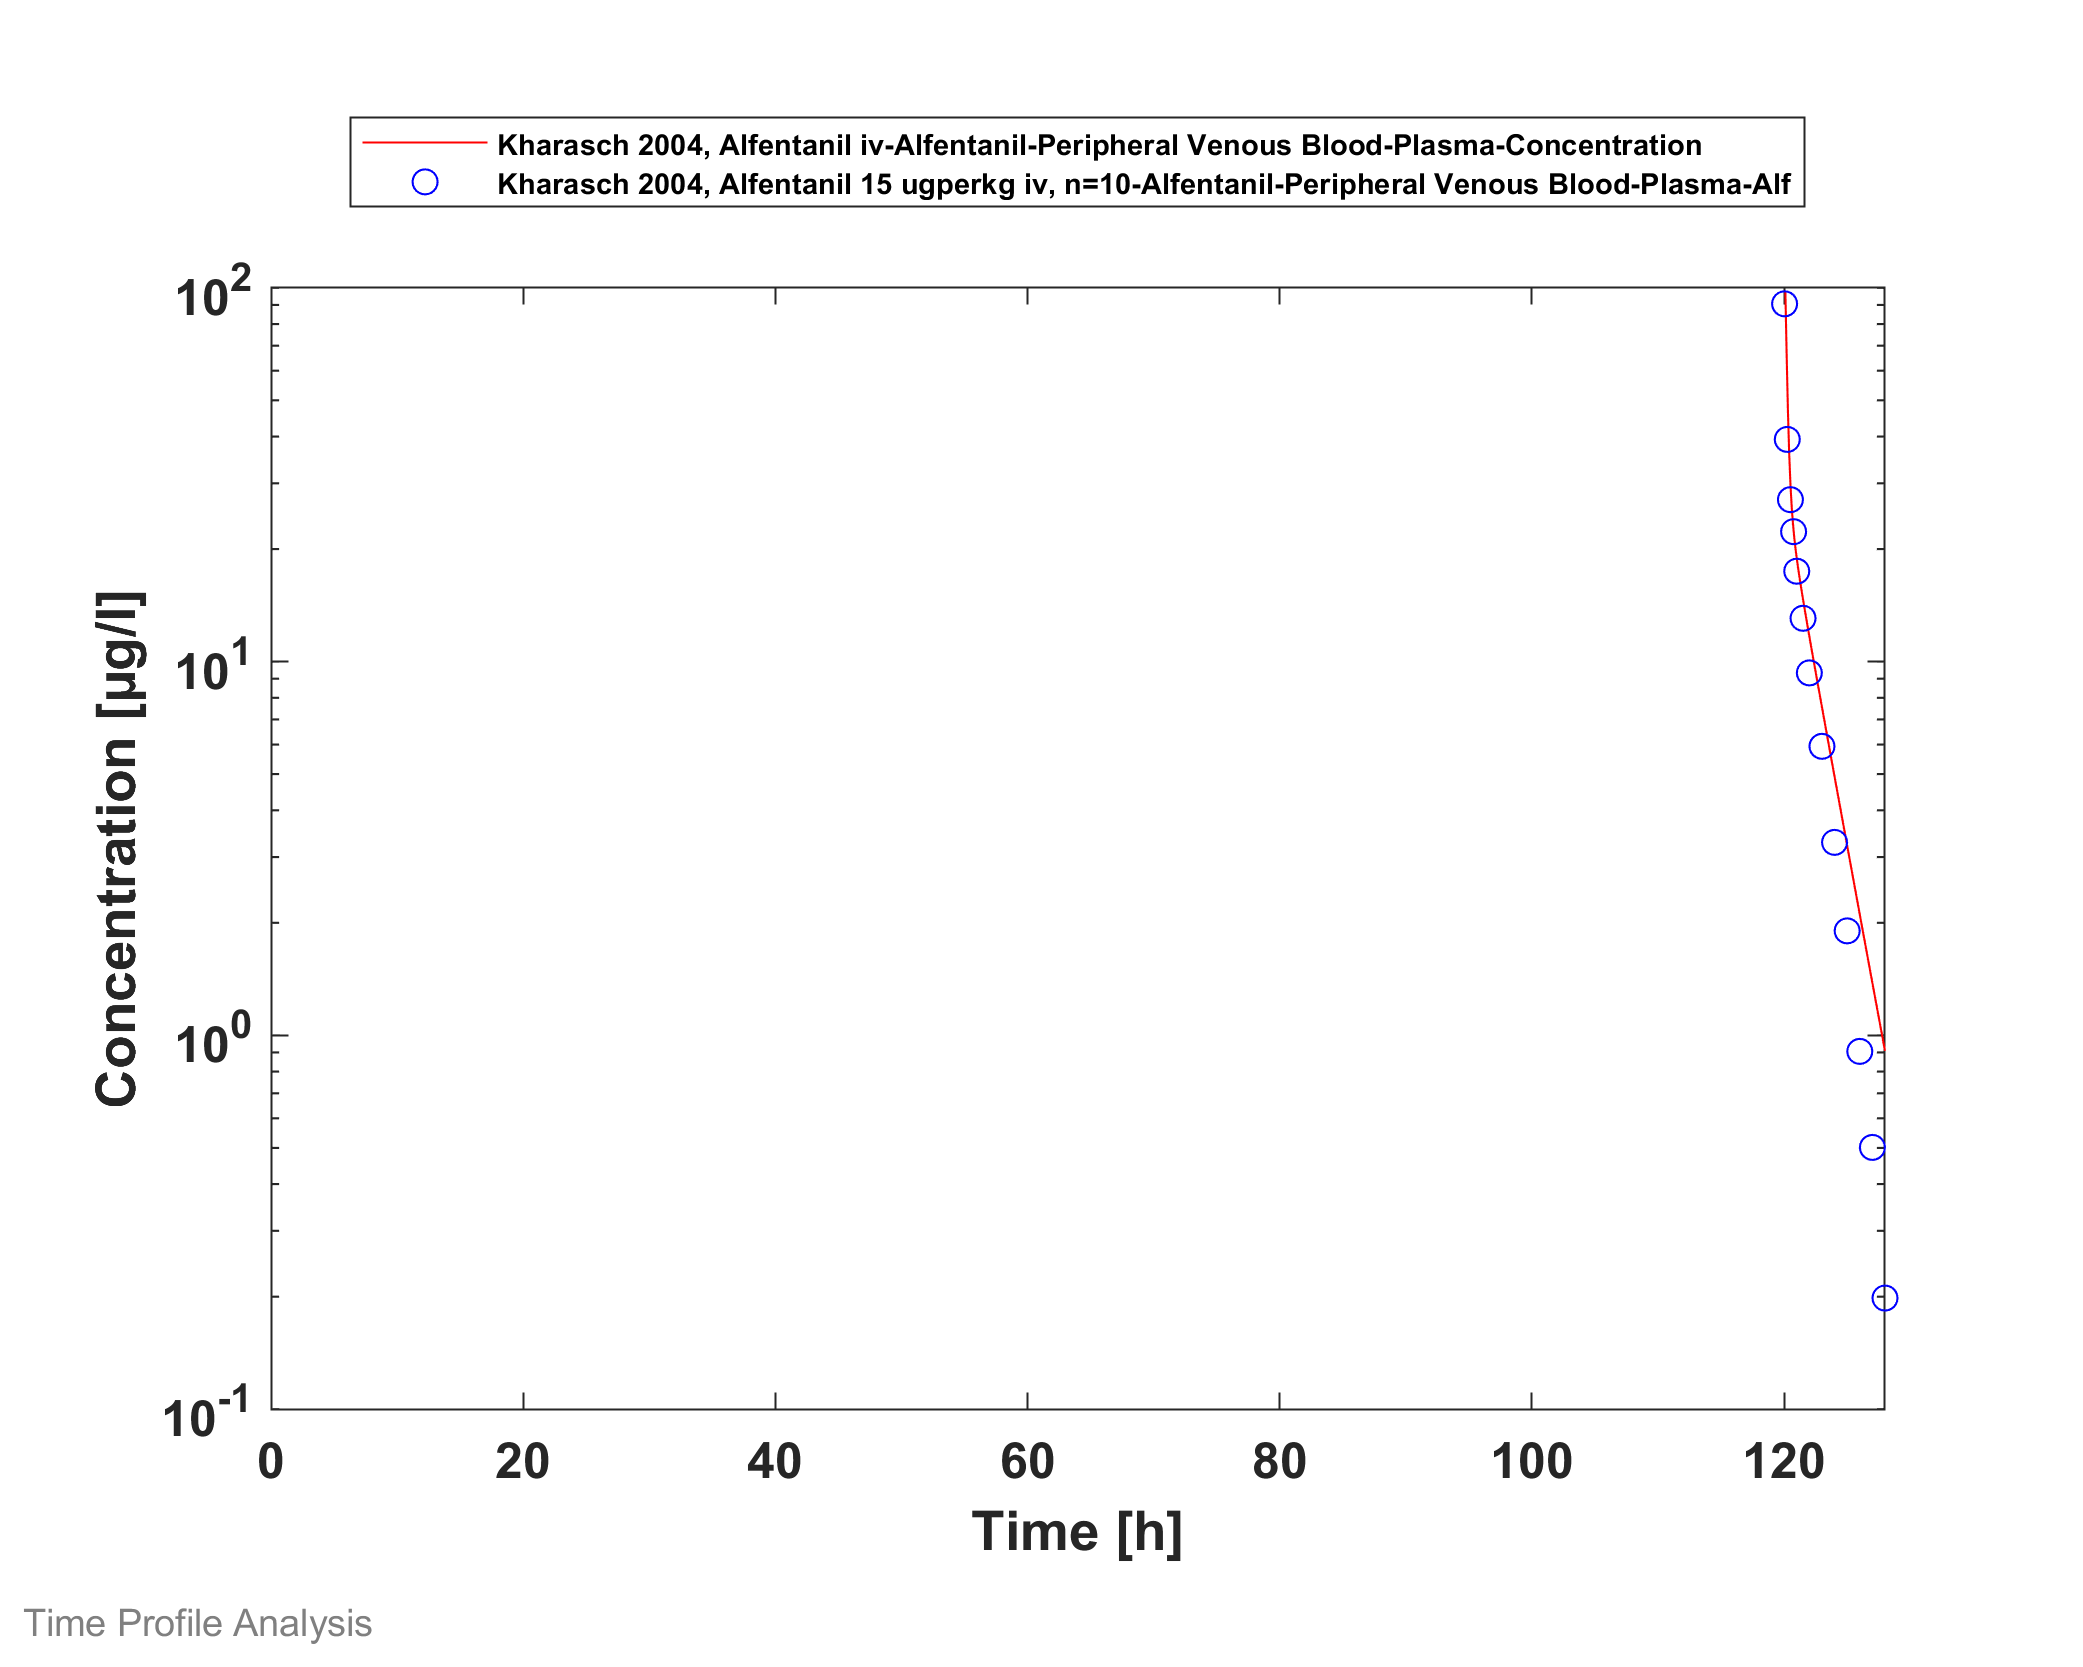 Kharasch 2004, Alfentanil iv-Alfentanil-Peripheral Venous Blood-Plasma-Concentration
Kharasch 2004, Alfentanil 15 ugperkg iv, n=10-Alfentanil-Peripheral Venous Blood-Plasma-Alf
10^2
10^1
10^0
10^-1
Concentration [µg/l]
0 20 40 60 80 100 120
Time [h]
Time Profile Analysis